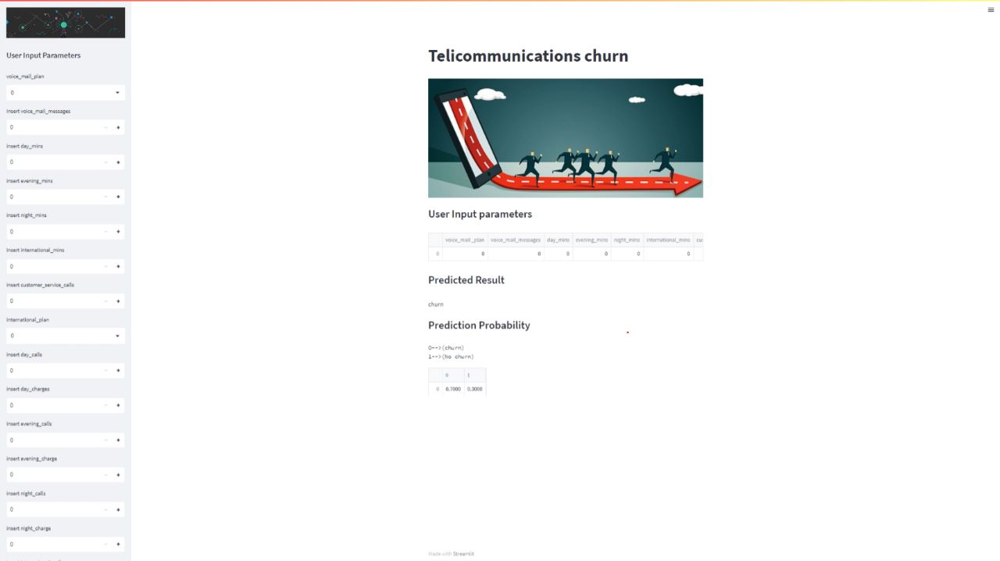 User Input Parameters
voice_mail_plan
0
insert voice_mail_messages
0
insert day_mins
0
insert evening_mins
0
insert night_mins
0
insert international_mins
0
insert customer_service_calls
0
international_plan
0
insert day_calls
0
insert day_charges
0
insert evening_calls
0
insert evening_charge
0
insert night_calls
0
insert night_charge
0
Telicommunications churn
User Input parameters
voice_mail _plan voice_mail_messages day_mins evening_mins night_mins international_mins cu
0 0 0 0 0 0 0
Predicted Result
churn
Prediction Probability
0-->(churn)
1-->(No churn)
0 1
0 0.7000 0.3000
Made with Streamlit